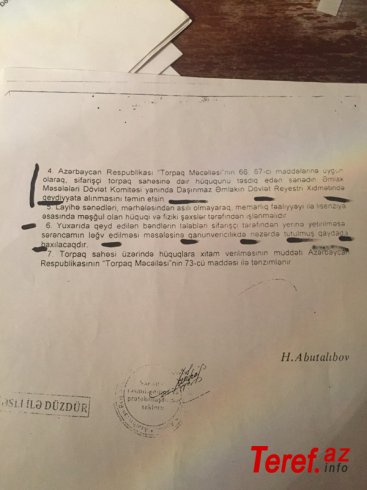 4. Azərbaycan Respublikası "Torpaq Məcəlləsi"nin 66, 67-ci maddələrinə uyğun
olaraq, sifarişçi torpaq sahəsinə dair hüququnu təsdiq edən sənədin Əmlak
Məsələləri Dövlət Komitəsi yanında Daşınmaz Əmlakın Dövlət Reyestri Xidmətində
qeydiyyata alınmasını təmin etsin
5. Layihə sənədləri, mərhələsindən asılı olmayaraq, memarlıq fəaliyyəti ilə lisenziya
əsasında məşğul olan hüquqi və fiziki şəxslər tərəfindən işlənməlidir
6. Yuxarıda qeyd edilən bəndlərin tələbləri sifarişçi tərəfindən yerinə yetirilməsə
sərəncamın ləğv edilməsi məsələsinə qanunvericilikdə nəzərdə tutulmuş qaydada
baxılacaqdır.
7. Torpaq sahəsi üzərində hüquqlara xitam verilməsinin müddəti Azərbaycan
Respublikasının "Torpaq Məcəlləsi"nin 73-cü maddəsi ilə tənzimlənir
H.Abutalıbov
ƏSLİ İLƏ DÜZDÜR
sektoru
Teref.az
info